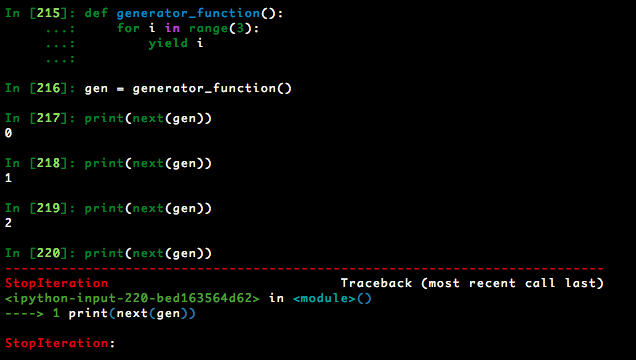 In [215]: def generator_function():
     ...:     for i in range(3):
     ...:         yield i
     ...:
In [216]: gen = generator_function()
In [217]: print(next(gen))
0
In [218]: print(next(gen))
1
In [219]: print(next(gen))
2
In [220]: print(next(gen))
---------------------------------------------------------------------------
StopIteration                             Traceback (most recent call last)
<ipython-input-220-bed163564d62> in <module>()
----> 1 print(next(gen))
StopIteration: